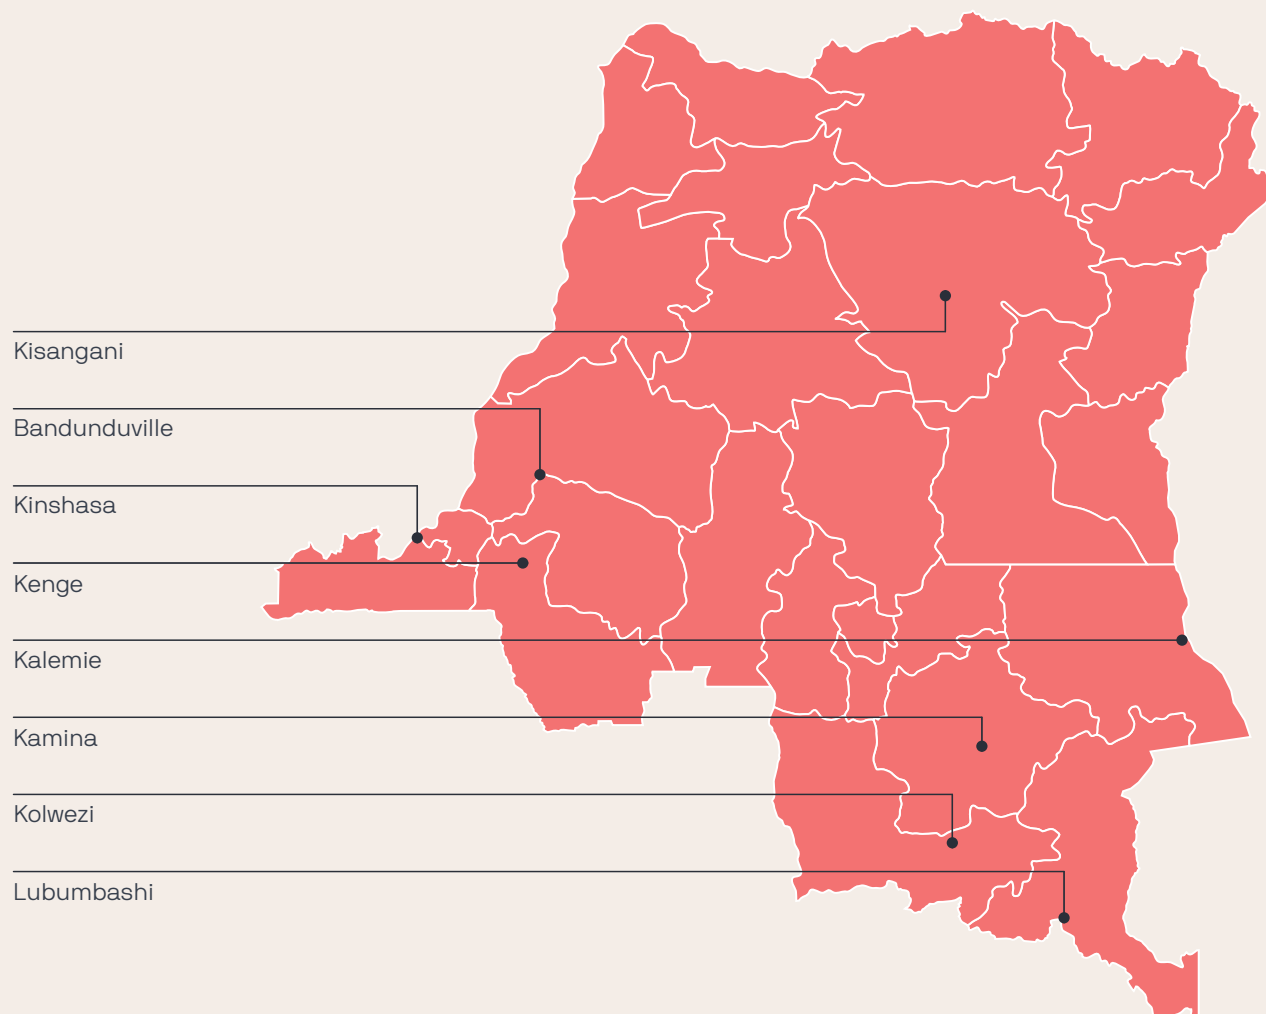 Kisangani
Bandunduville
Kinshasa
Kenge
Kalemie
Kamina
Kolwezi
Lubumbashi